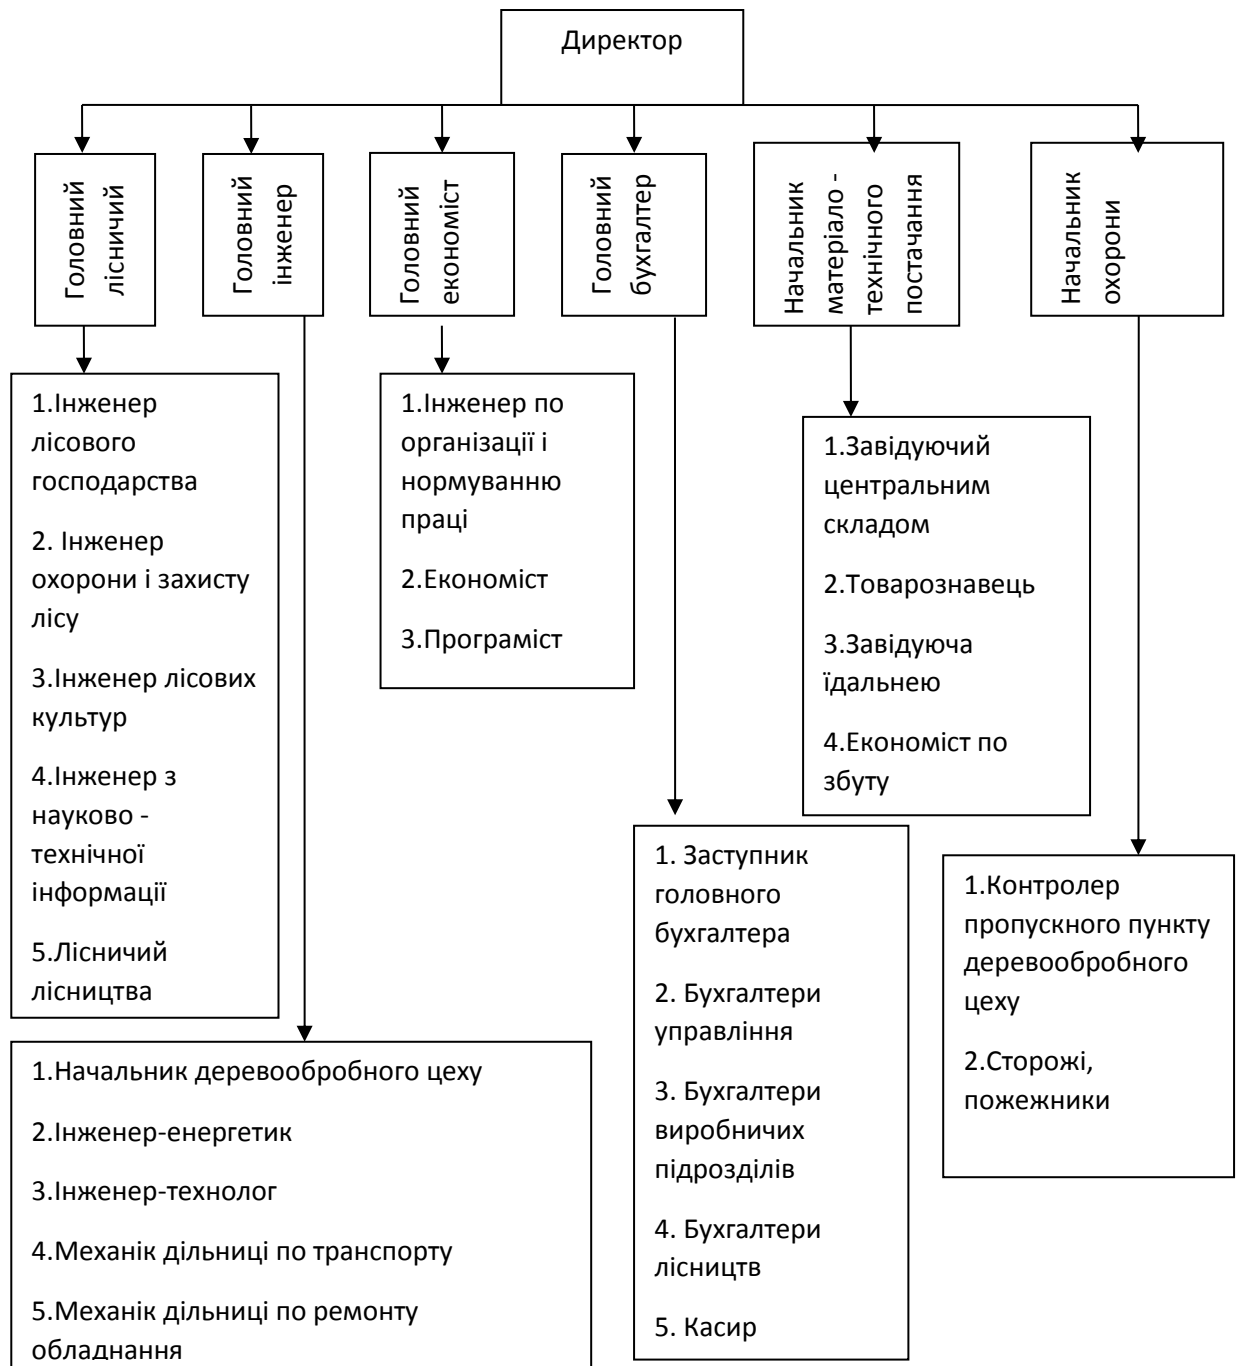 Директор
Головний
лісничий
Головний
інженер
Головний
економіст
Головний
бухгалтер
Начальник
матеріало -
технічного
постачання
Начальник
охорони
1.Інженер
лісового
господарства
2. Інженер
охорони і захисту
лісу
3.Інженер лісових
культур
4.Інженер з
науково -
технічної
інформації
5.Лісничий
лісництва
1.Начальник деревообробного цеху
2.Інженер-енергетик
3.Інженер-технолог
4.Механік дільниці по транспорту
5.Механік дільниці по ремонту
обладнання
1.Інженер по
організації і
нормуванню
праці
2.Економіст
3.Програміст
1. Заступник
головного
бухгалтера
2. Бухгалтери
управління
3. Бухгалтери
виробничих
підрозділів
4. Бухгалтери
лісництв
5. Касир
1.Завідуючий
центральним
складом
2.Товарознавець
3.Завідуюча
їдальнею
4.Економіст по
збуту
1.Контролер
пропускного пункту
деревообробного
цеху
2.Сторожі,
пожежники